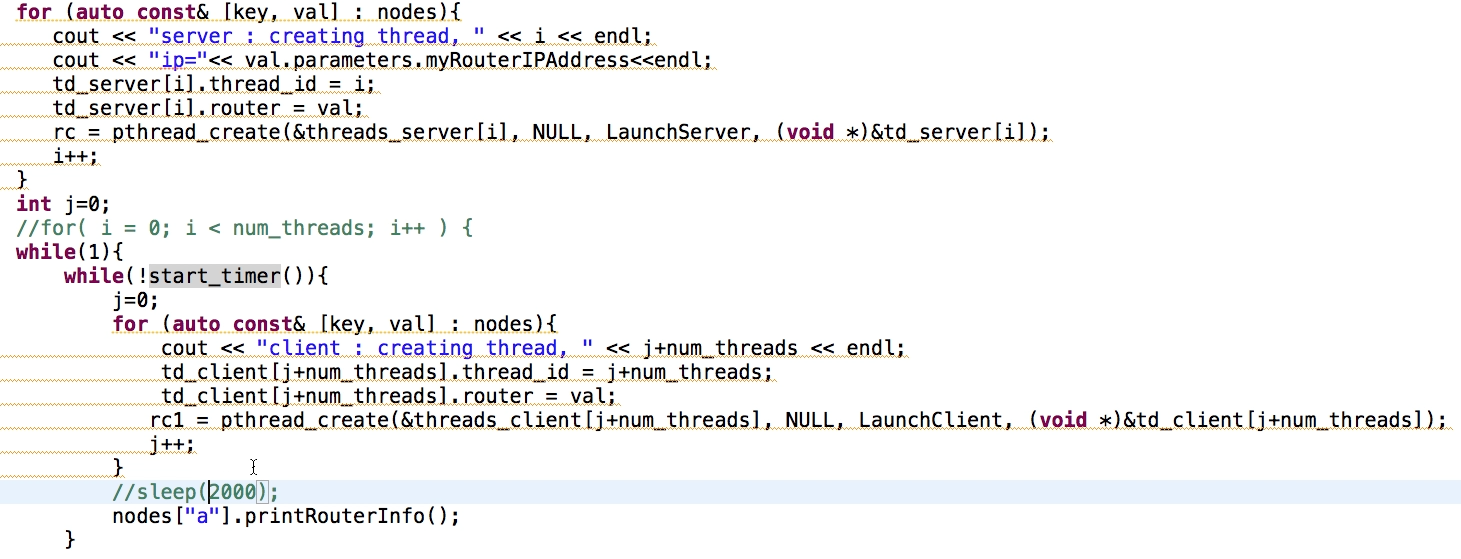 for (auto const& [key, val] : nodes){
cout << "server : creating thread, " << i << endl;
cout << "ip="<< val.parameters.myRouterIPAddress<<endl;
td_server[i].thread_id = i;
td_server[i].router = val;
rc = pthread_create(&threads_server[i], NULL, LaunchServer, (void *)&td_server[i]);
i++;
}
int j=0;
//for( i = 0; i < num_threads; i++ ) {
while(1){
while(!start_timer()){
j=0;
for (auto const& [key, val] : nodes){
cout << "client : creating thread, " << j+num_threads << endl;
td_client[j+num_threads].thread_id = j+num_threads;
td_client[j+num_threads].router = val;
rc1 = pthread_create(&threads_client[j+num_threads], NULL, LaunchClient, (void *)&td_client[j+num_threads]);
j++;
}
//sleep(2000);
nodes["a"].printRouterInfo();
}